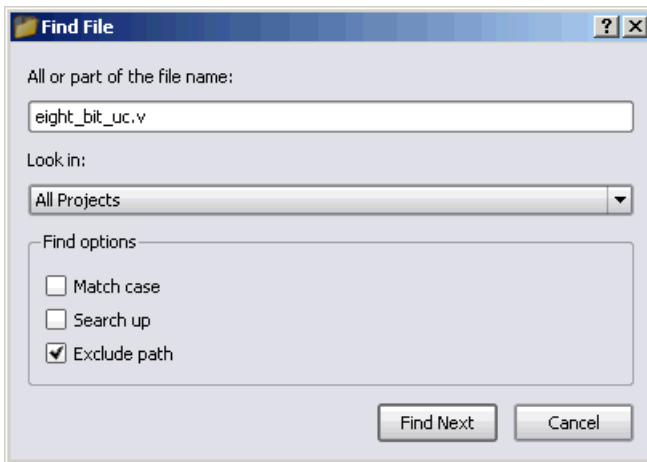 Find File
All or part of the file name:
eight_bit_uc.v
Look in:
All Projects
Find options
Match case
Search up
Exclude path
Find Next Cancel